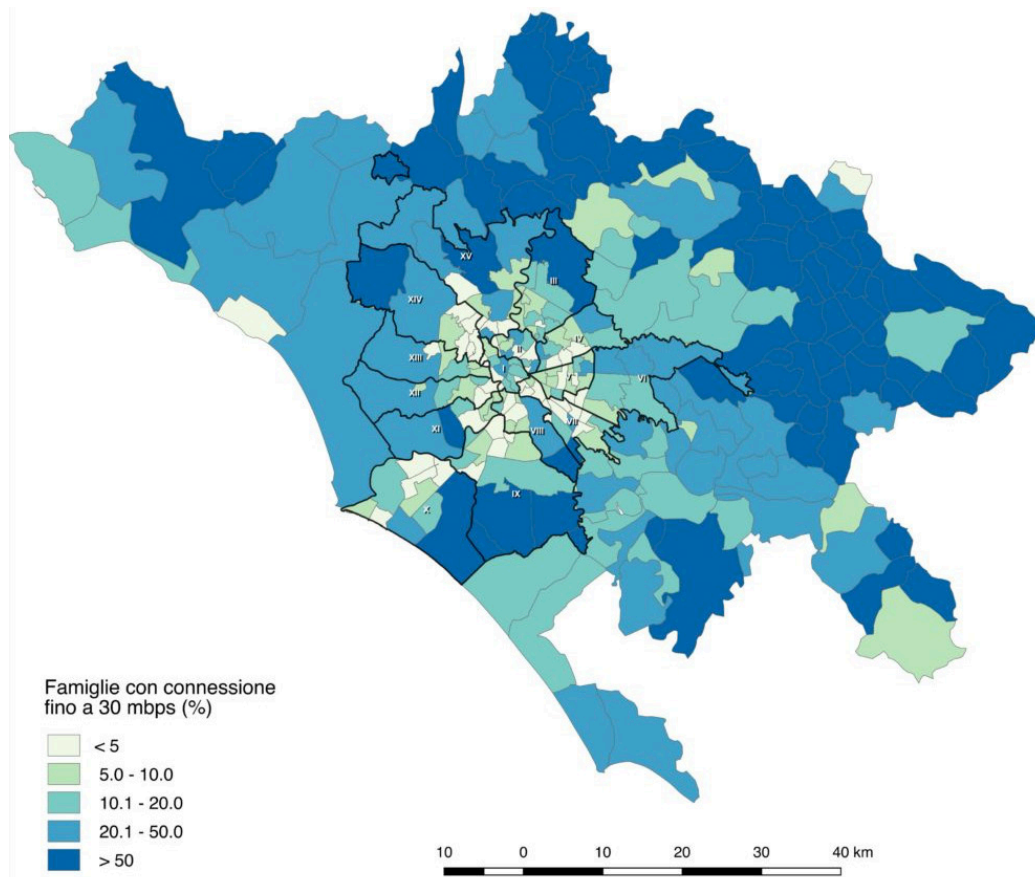 XV
III
XIV
IV
II
XIII
I
V
VI
XII
VII
XI
VIII
IX
X
Famiglie con connessione
fino a 30 mbps (%)
< 5
5.0 - 10.0
10.1 - 20.0
20.1 - 50.0
> 50
10 0 10 20 30 40 km